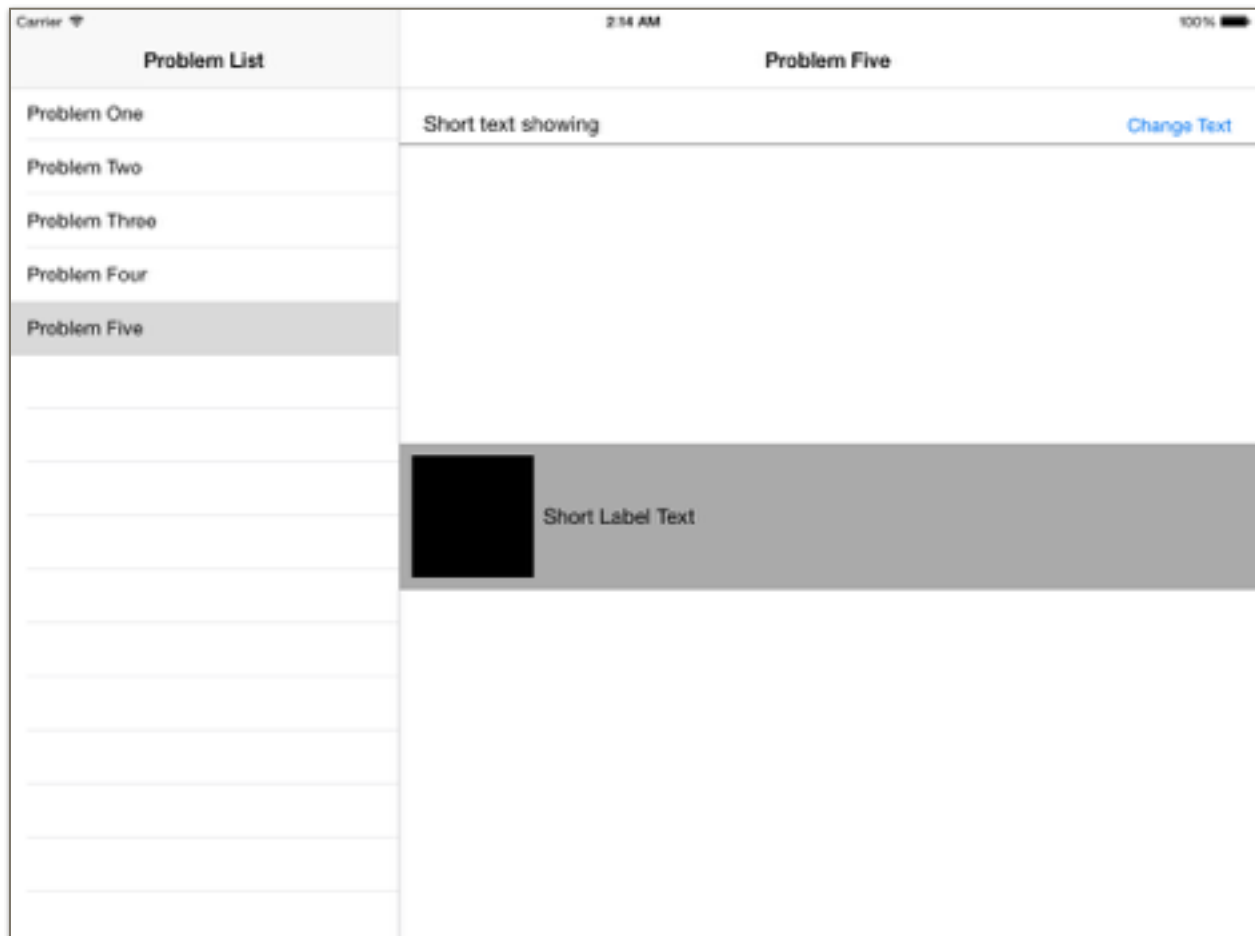 Carrier
2:14 AM
100%
Problem List
Problem Five
Problem One
Problem Two
Problem Three
Problem Four
Problem Five
Short text showing
Change Text
Short Label Text